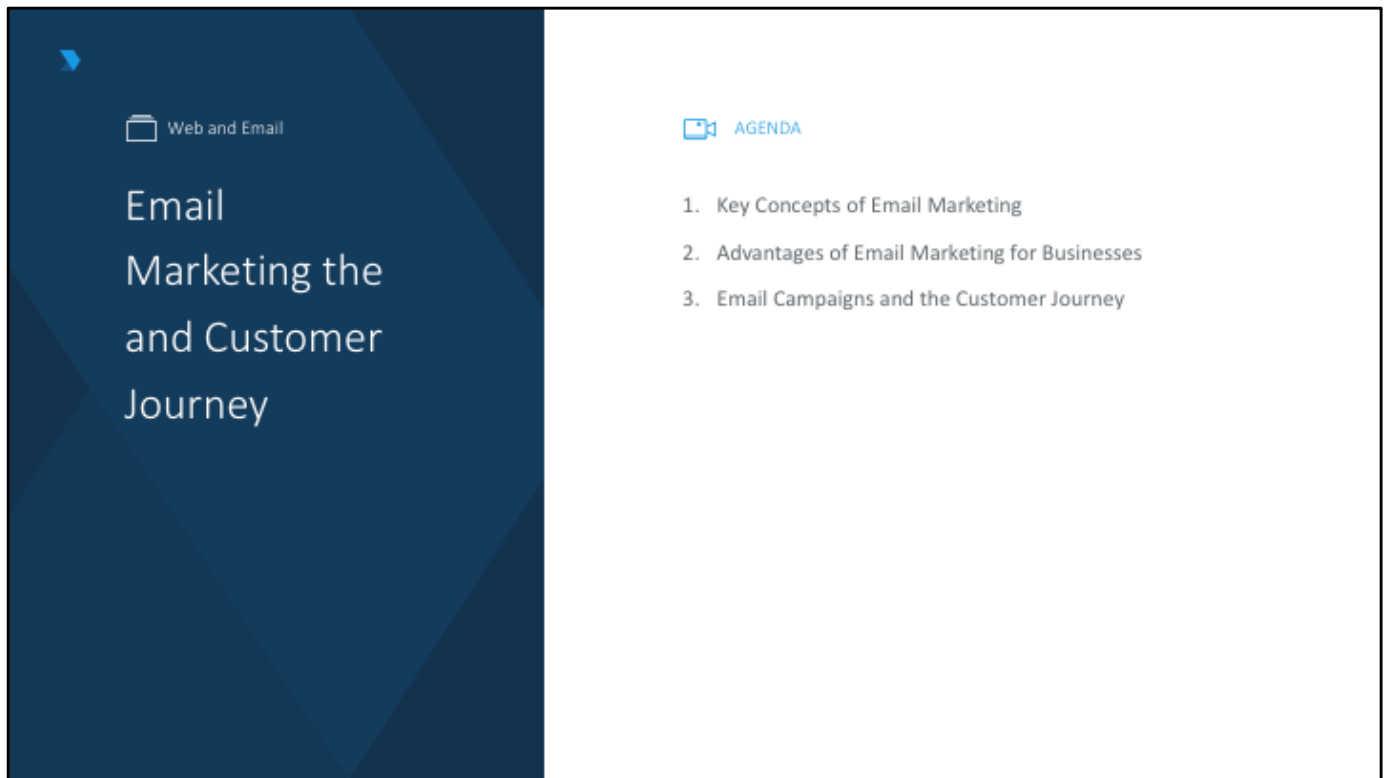 Web and Email
Email
Marketing the
and Customer
Journey
AGENDA
1. Key Concepts of Email Marketing
2. Advantages of Email Marketing for Businesses
3. Email Campaigns and the Customer Journey